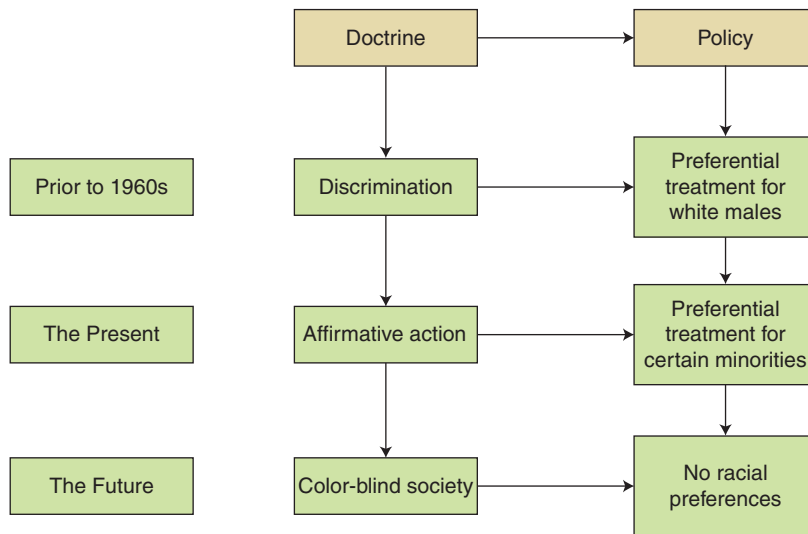 Doctrine
Policy
Prior to 1960s
Discrimination
Preferential
treatment for
white males
The Present
Affirmative action
Preferential
treatment for
certain minorities
The Future
Color-blind society
No racial
preferences